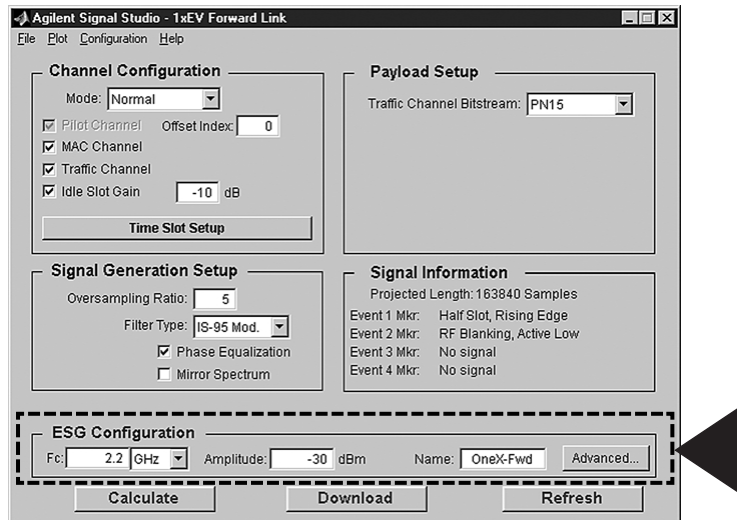 Agilent Signal Studio - 1xEV Forward Link
File Plot Configuration Help
Channel Configuration
Mode: Normal
Pilot Channel Offset Index: 0
MAC Channel
Traffic Channel
Idle Slot Gain -10 dB
Time Slot Setup
Payload Setup
Traffic Channel Bitstream: PN15
Signal Generation Setup
Oversampling Ratio: 5
Filter Type: IS-95 Mod.
Phase Equalization
Mirror Spectrum
Signal Information
Projected Length: 163840 Samples
Event 1 Mkr: Half Slot, Rising Edge
Event 2 Mkr: RF Blanking, Active Low
Event 3 Mkr: No signal
Event 4 Mkr: No signal
ESG Configuration
Fc: 2.2 GHz Amplitude: -30 dBm Name: OneX-Fwd Advanced...
Calculate Download Refresh